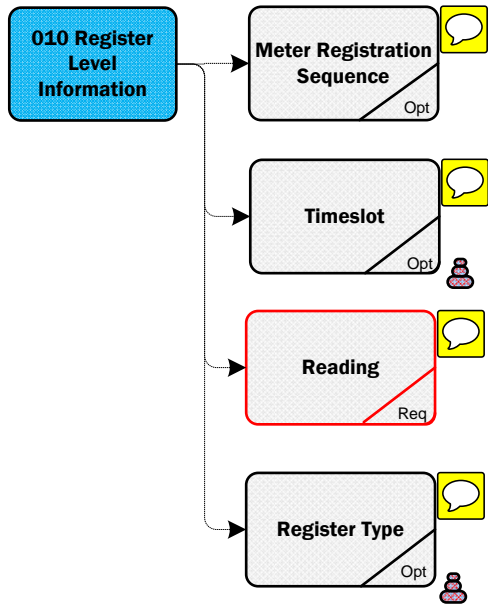 010 Register
Level
Information
Meter Registration
Sequence
Opt
Timeslot
Opt
Reading
Req
Register Type
Opt